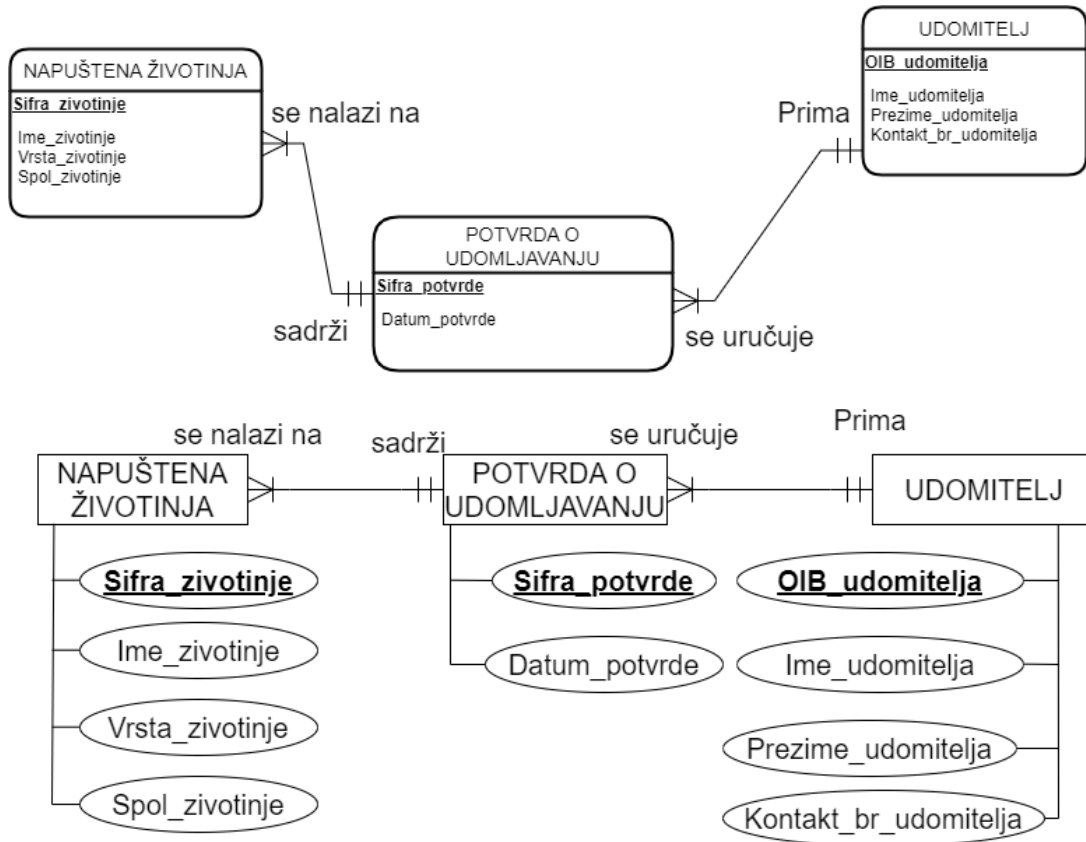 NAPUŠTENA ŽIVOTINJA
Sifra_zivotinje
Ime_zivotinje
Vrsta_zivotinje
Spol_zivotinje
se nalazi na
sadrži
POTVRDA O
UDOMLJAVANJU
Sifra_potvrde
Datum_potvrde
se uručuje
Prima
UDOMITELJ
OIB_udomitelja
Ime_udomitelja
Prezime_udomitelja
Kontakt_br_udomitelja
se nalazi na
sadrži
se uručuje
Prima
NAPUŠTENA
ŽIVOTINJA
Sifra_zivotinje
Ime_zivotinje
Vrsta_zivotinje
Spol_zivotinje
POTVRDA O
UDOMLJAVANJU
Sifra_potvrde
Datum_potvrde
UDOMITELJ
OIB_udomitelja
Ime_udomitelja
Prezime_udomitelja
Kontakt_br_udomitelja